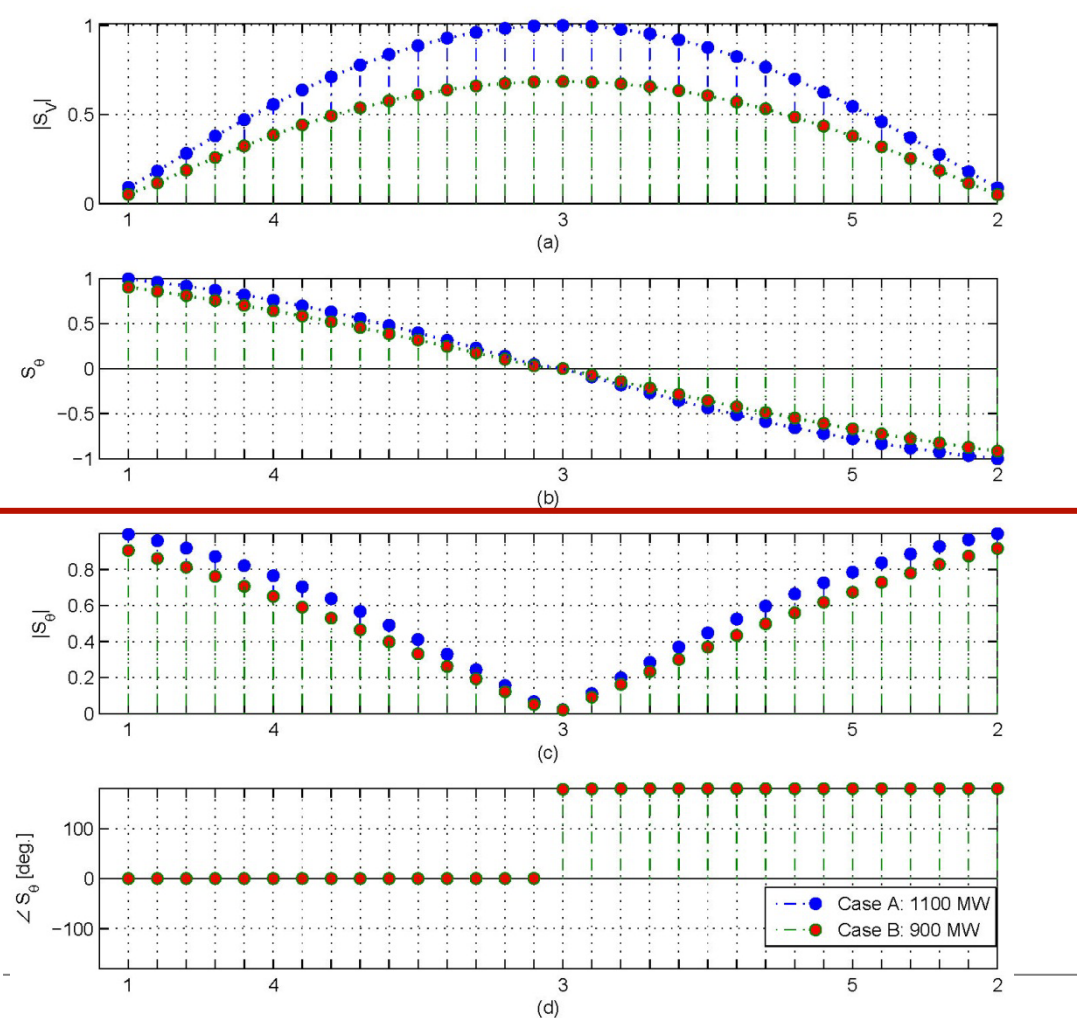 1
0.5
0
|S_V|
1 4 3 5 2
(a)
1
0.5
0
−0.5
−1
S_θ
1 4 3 5 2
(b)
0.8
0.6
0.4
0.2
0
|S_θ|
1 4 3 5 2
(c)
100
0
−100
∠ S_θ [deg.]
Case A: 1100 MW
Case B: 900 MW
1 4 3 5 2
(d)